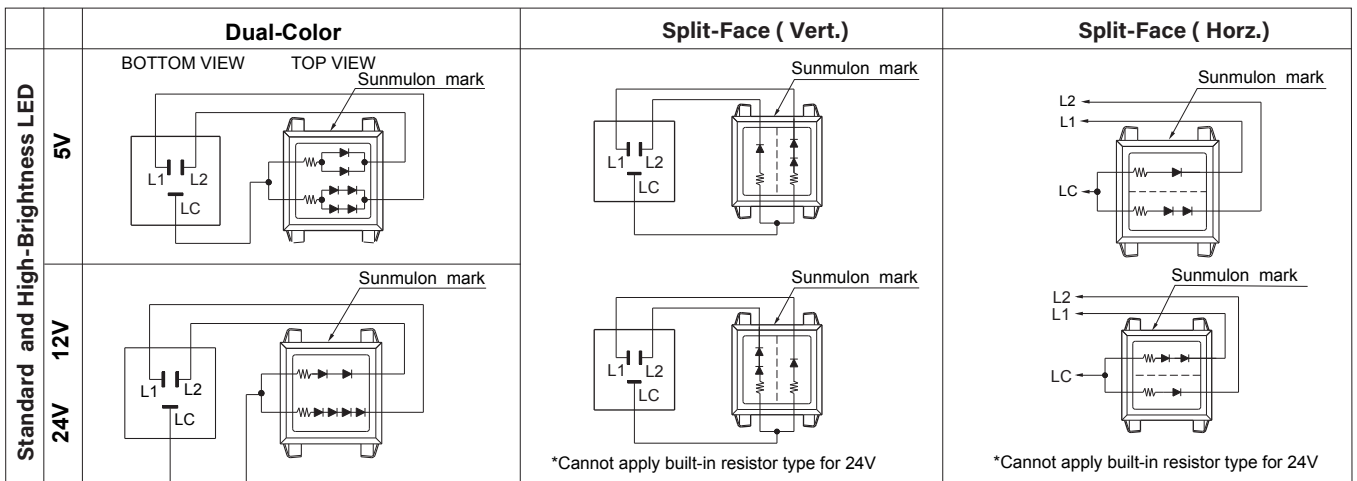 Dual-Color
Split-Face ( Vert.)
Split-Face ( Horz.)
Standard and High-Brightness LED
5V
BOTTOM VIEW TOP VIEW
Sunmulon mark
L1 L2
LC
Sunmulon mark
L1 L2
LC
Sunmulon mark
L2
L1
LC
12V
24V
Sunmulon mark
L1 L2
LC
Sunmulon mark
L1 L2
LC
*Cannot apply built-in resistor type for 24V
Sunmulon mark
L2
L1
LC
*Cannot apply built-in resistor type for 24V